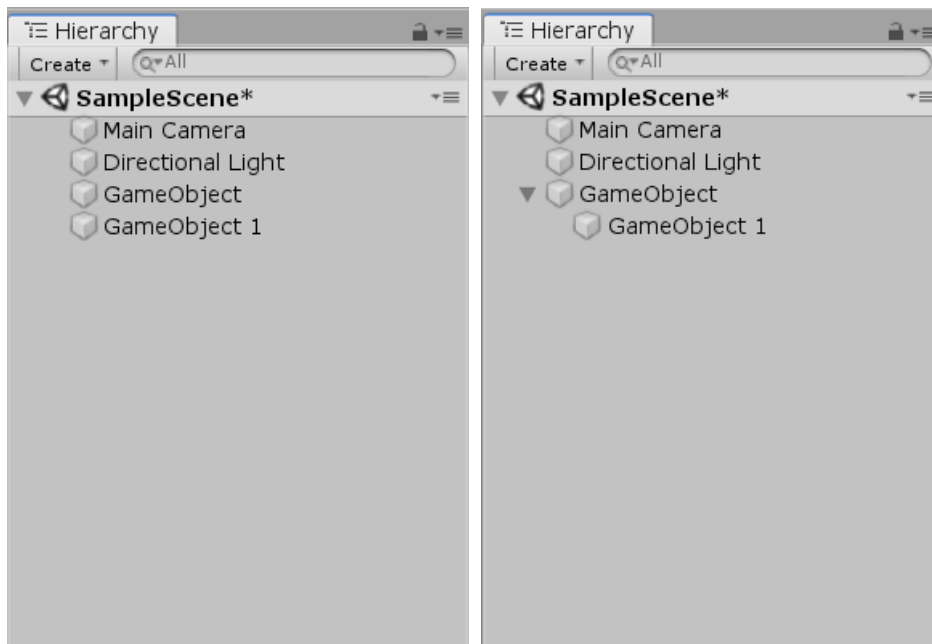 Hierarchy
Create All
SampleScene*
Main Camera
Directional Light
GameObject
GameObject 1
Hierarchy
Create All
SampleScene*
Main Camera
Directional Light
GameObject
GameObject 1